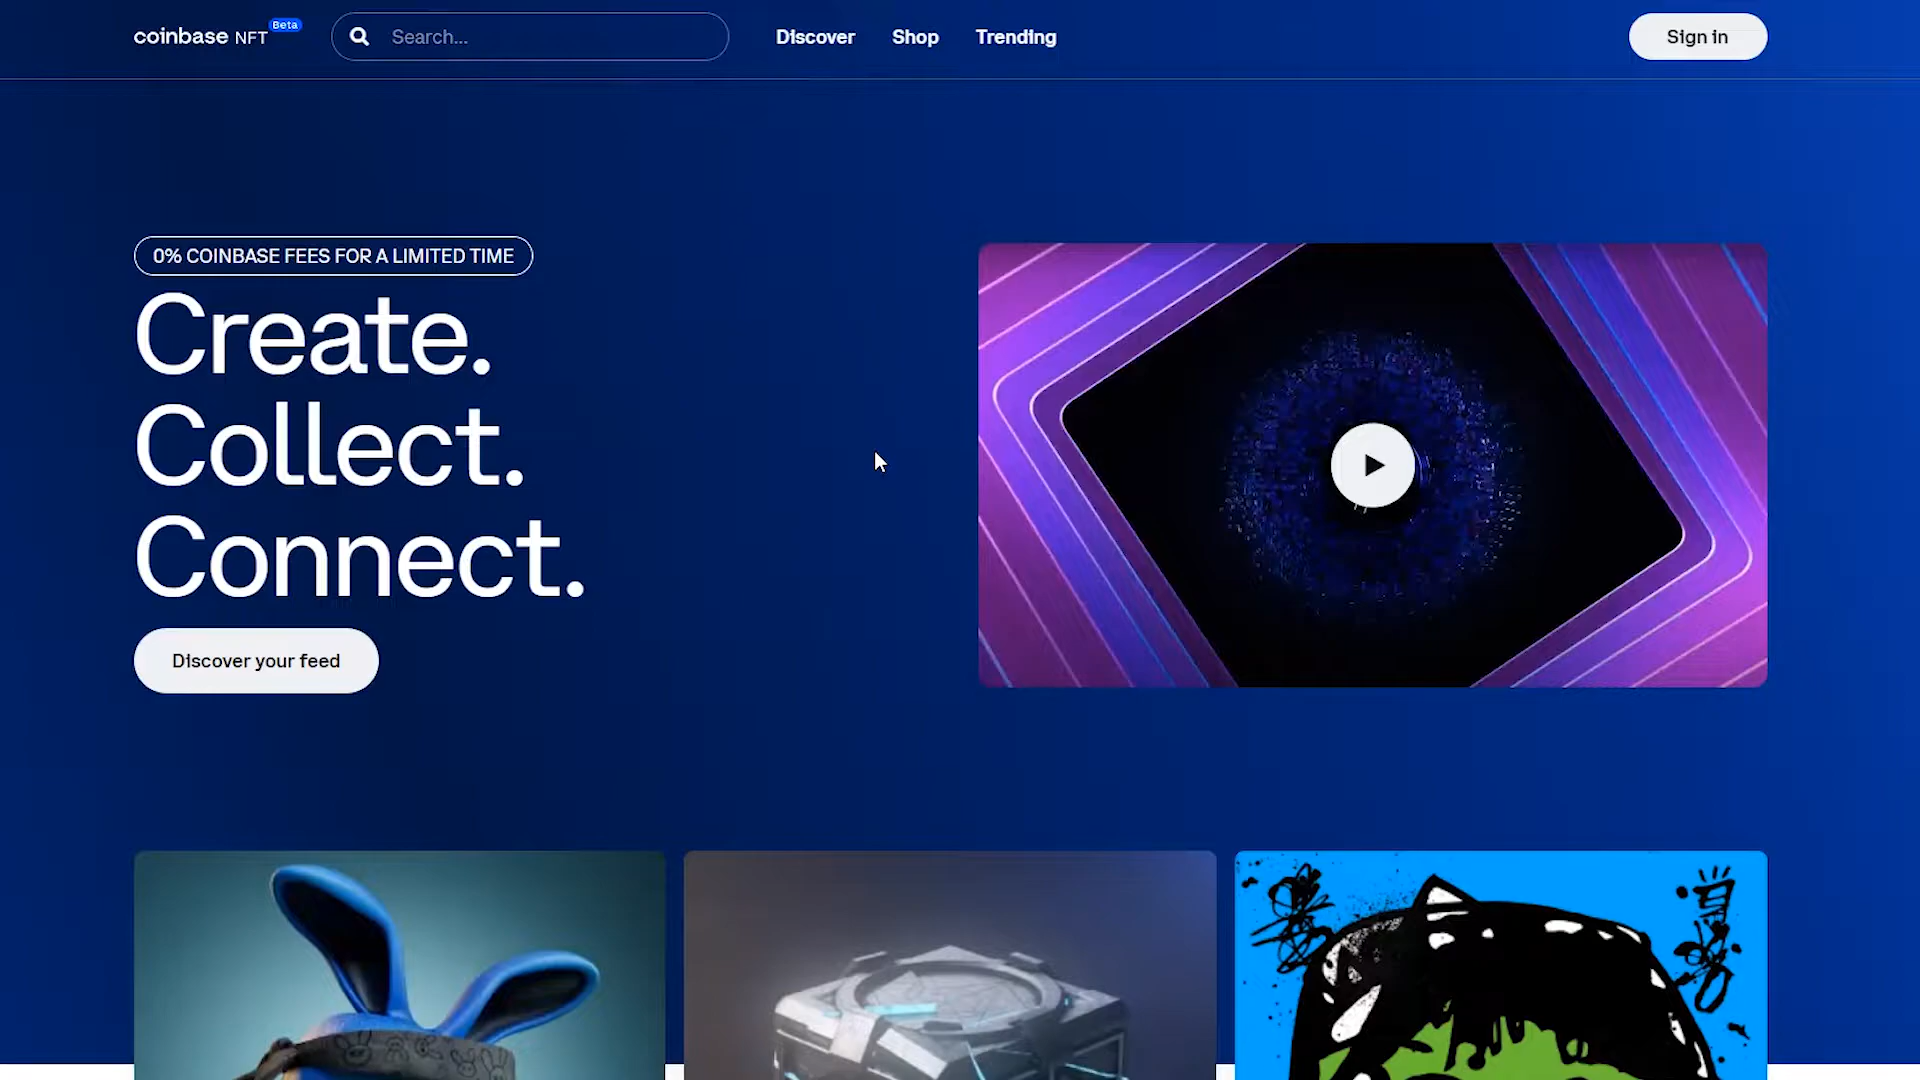 coinbase NFT Beta
Search...
Discover
Shop
Trending
Sign in
0% COINBASE FEES FOR A LIMITED TIME
Create.
Collect.
Connect.
Discover your feed